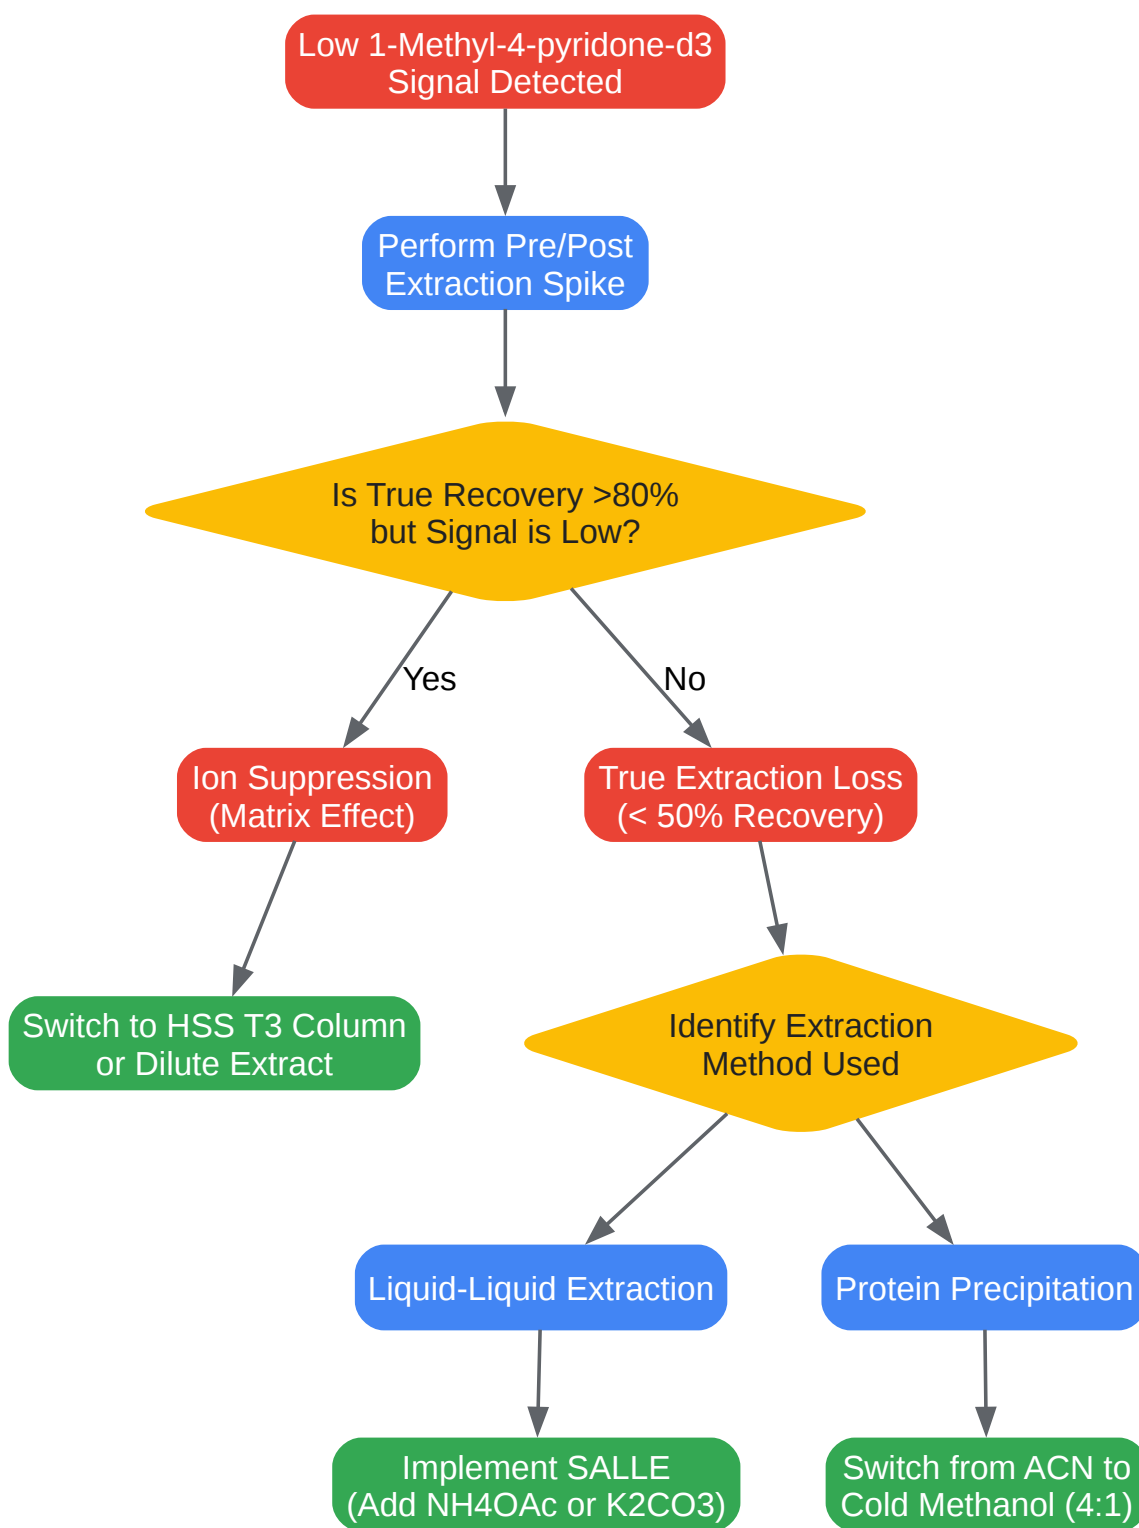 Low 1-Methyl-4-pyridone-d3
Signal Detected
Perform Pre/Post
Extraction Spike
Is True Recovery >80%
but Signal is Low?
Yes
No
Ion Suppression
(Matrix Effect)
True Extraction Loss
(< 50% Recovery)
Switch to HSS T3 Column
or Dilute Extract
Identify Extraction
Method Used
Liquid-Liquid Extraction
Protein Precipitation
Implement SALLE
(Add NH4OAc or K2CO3)
Switch from ACN to
Cold Methanol (4:1)